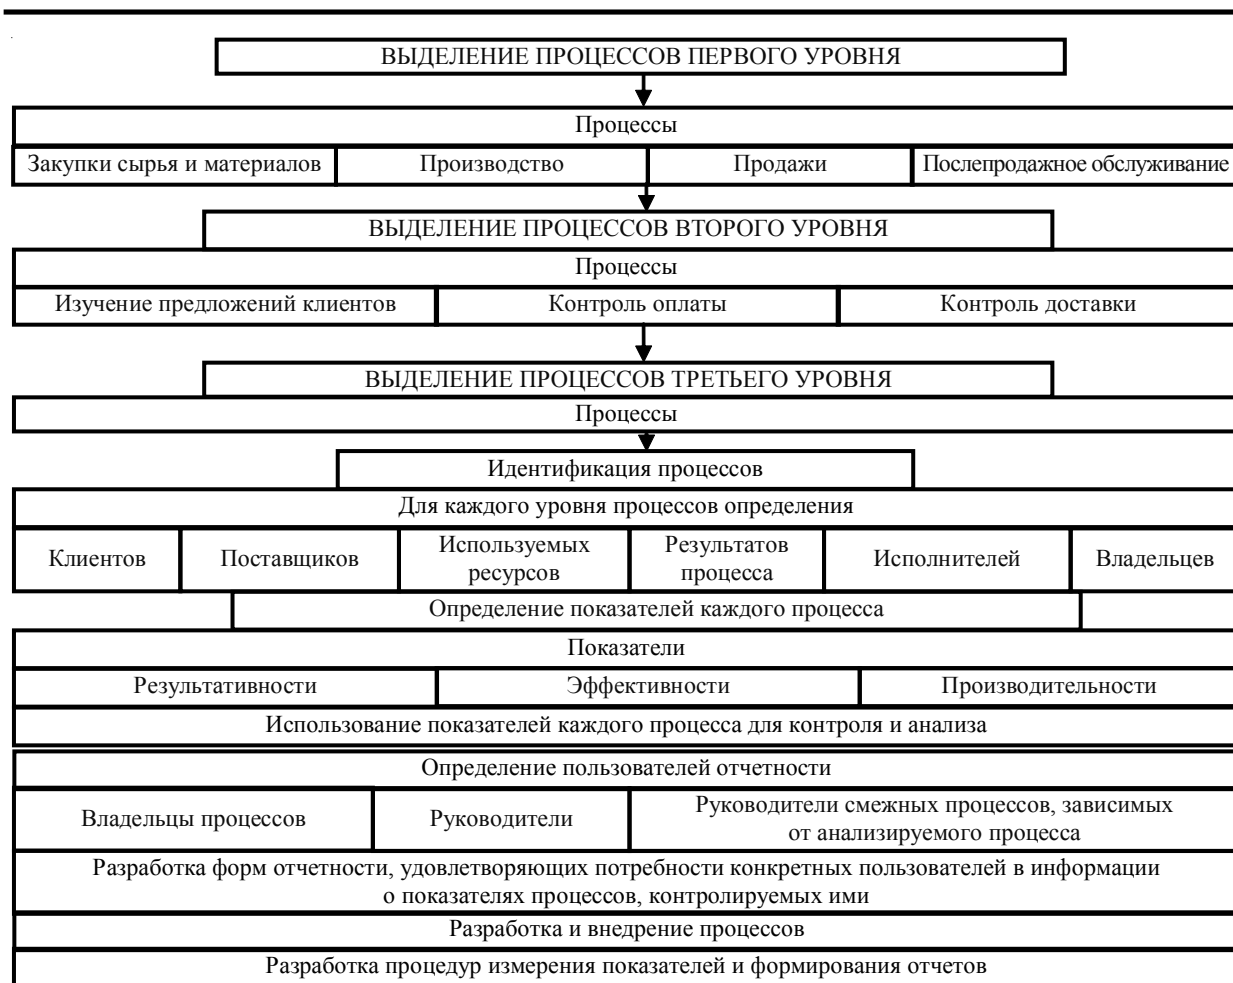 ВЫДЕЛЕНИЕ ПРОЦЕССОВ ПЕРВОГО УРОВНЯ
Процессы
Закупки сырья и материалов
Производство
Продажи
Послепродажное обслуживание
ВЫДЕЛЕНИЕ ПРОЦЕССОВ ВТОРОГО УРОВНЯ
Процессы
Изучение предложений клиентов
Контроль оплаты
Контроль доставки
ВЫДЕЛЕНИЕ ПРОЦЕССОВ ТРЕТЬЕГО УРОВНЯ
Процессы
Идентификация процессов
Для каждого уровня процессов определения
Клиентов
Поставщиков
Используемых
ресурсов
Результатов
процесса
Исполнителей
Владельцев
Определение показателей каждого процесса
Показатели
Результативности
Эффективности
Производительности
Использование показателей каждого процесса для контроля и анализа
Определение пользователей отчетности
Владельцы процессов
Руководители
Руководители смежных процессов, зависимых
от анализируемого процесса
Разработка форм отчетности, удовлетворяющих потребности конкретных пользователей в информации
о показателях процессов, контролируемых ими
Разработка и внедрение процессов
Разработка процедур измерения показателей и формирования отчетов